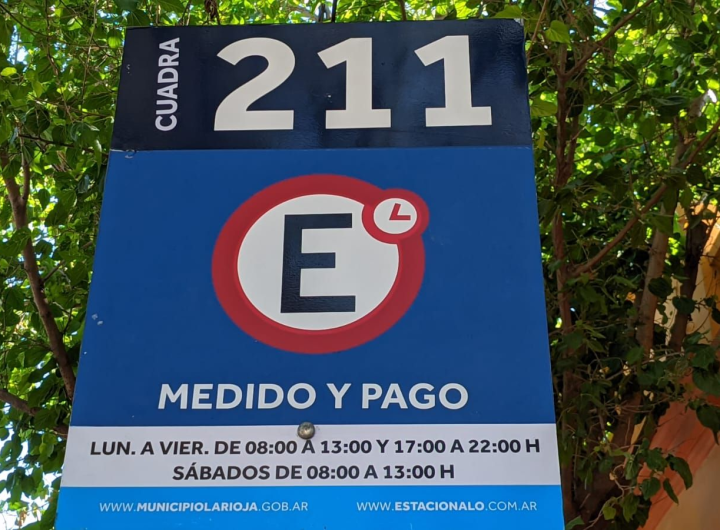 CUADRA 211
E
MEDIDO Y PAGO
LUN. A VIER. DE 08:00 A 13:00 Y 17:00 A 22:00 H
SÁBADOS DE 08:00 A 13:00 H
WWW.MUNICIPIOLARIOJA.GOB.AR WWW.ESTACIONALO.COM.AR